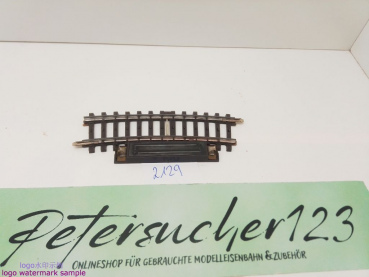 2129
Petersucher123
ONLINESHOP FÜR GEBRAUCHTE MODELLEISENBAHN & ZUBEHÖR
logo watermark sample